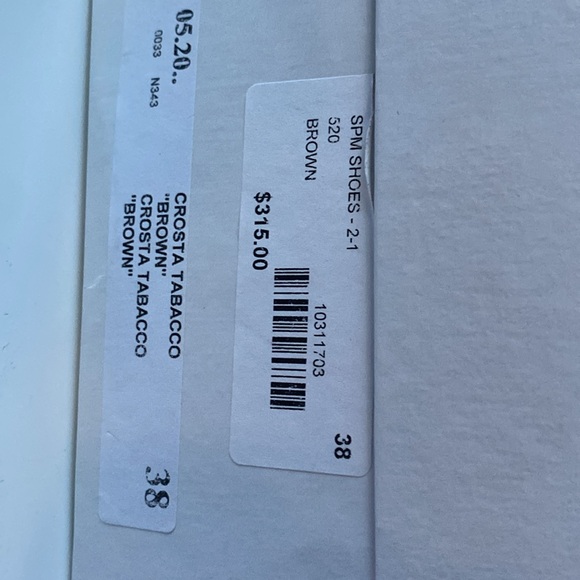 05.20..
0033 N343
CROSTA TABACCO
"BROWN"
CROSTA TABACCO
"BROWN"
38
SPM SHOES - 2-1
520
BROWN
10311703
$315.00
38